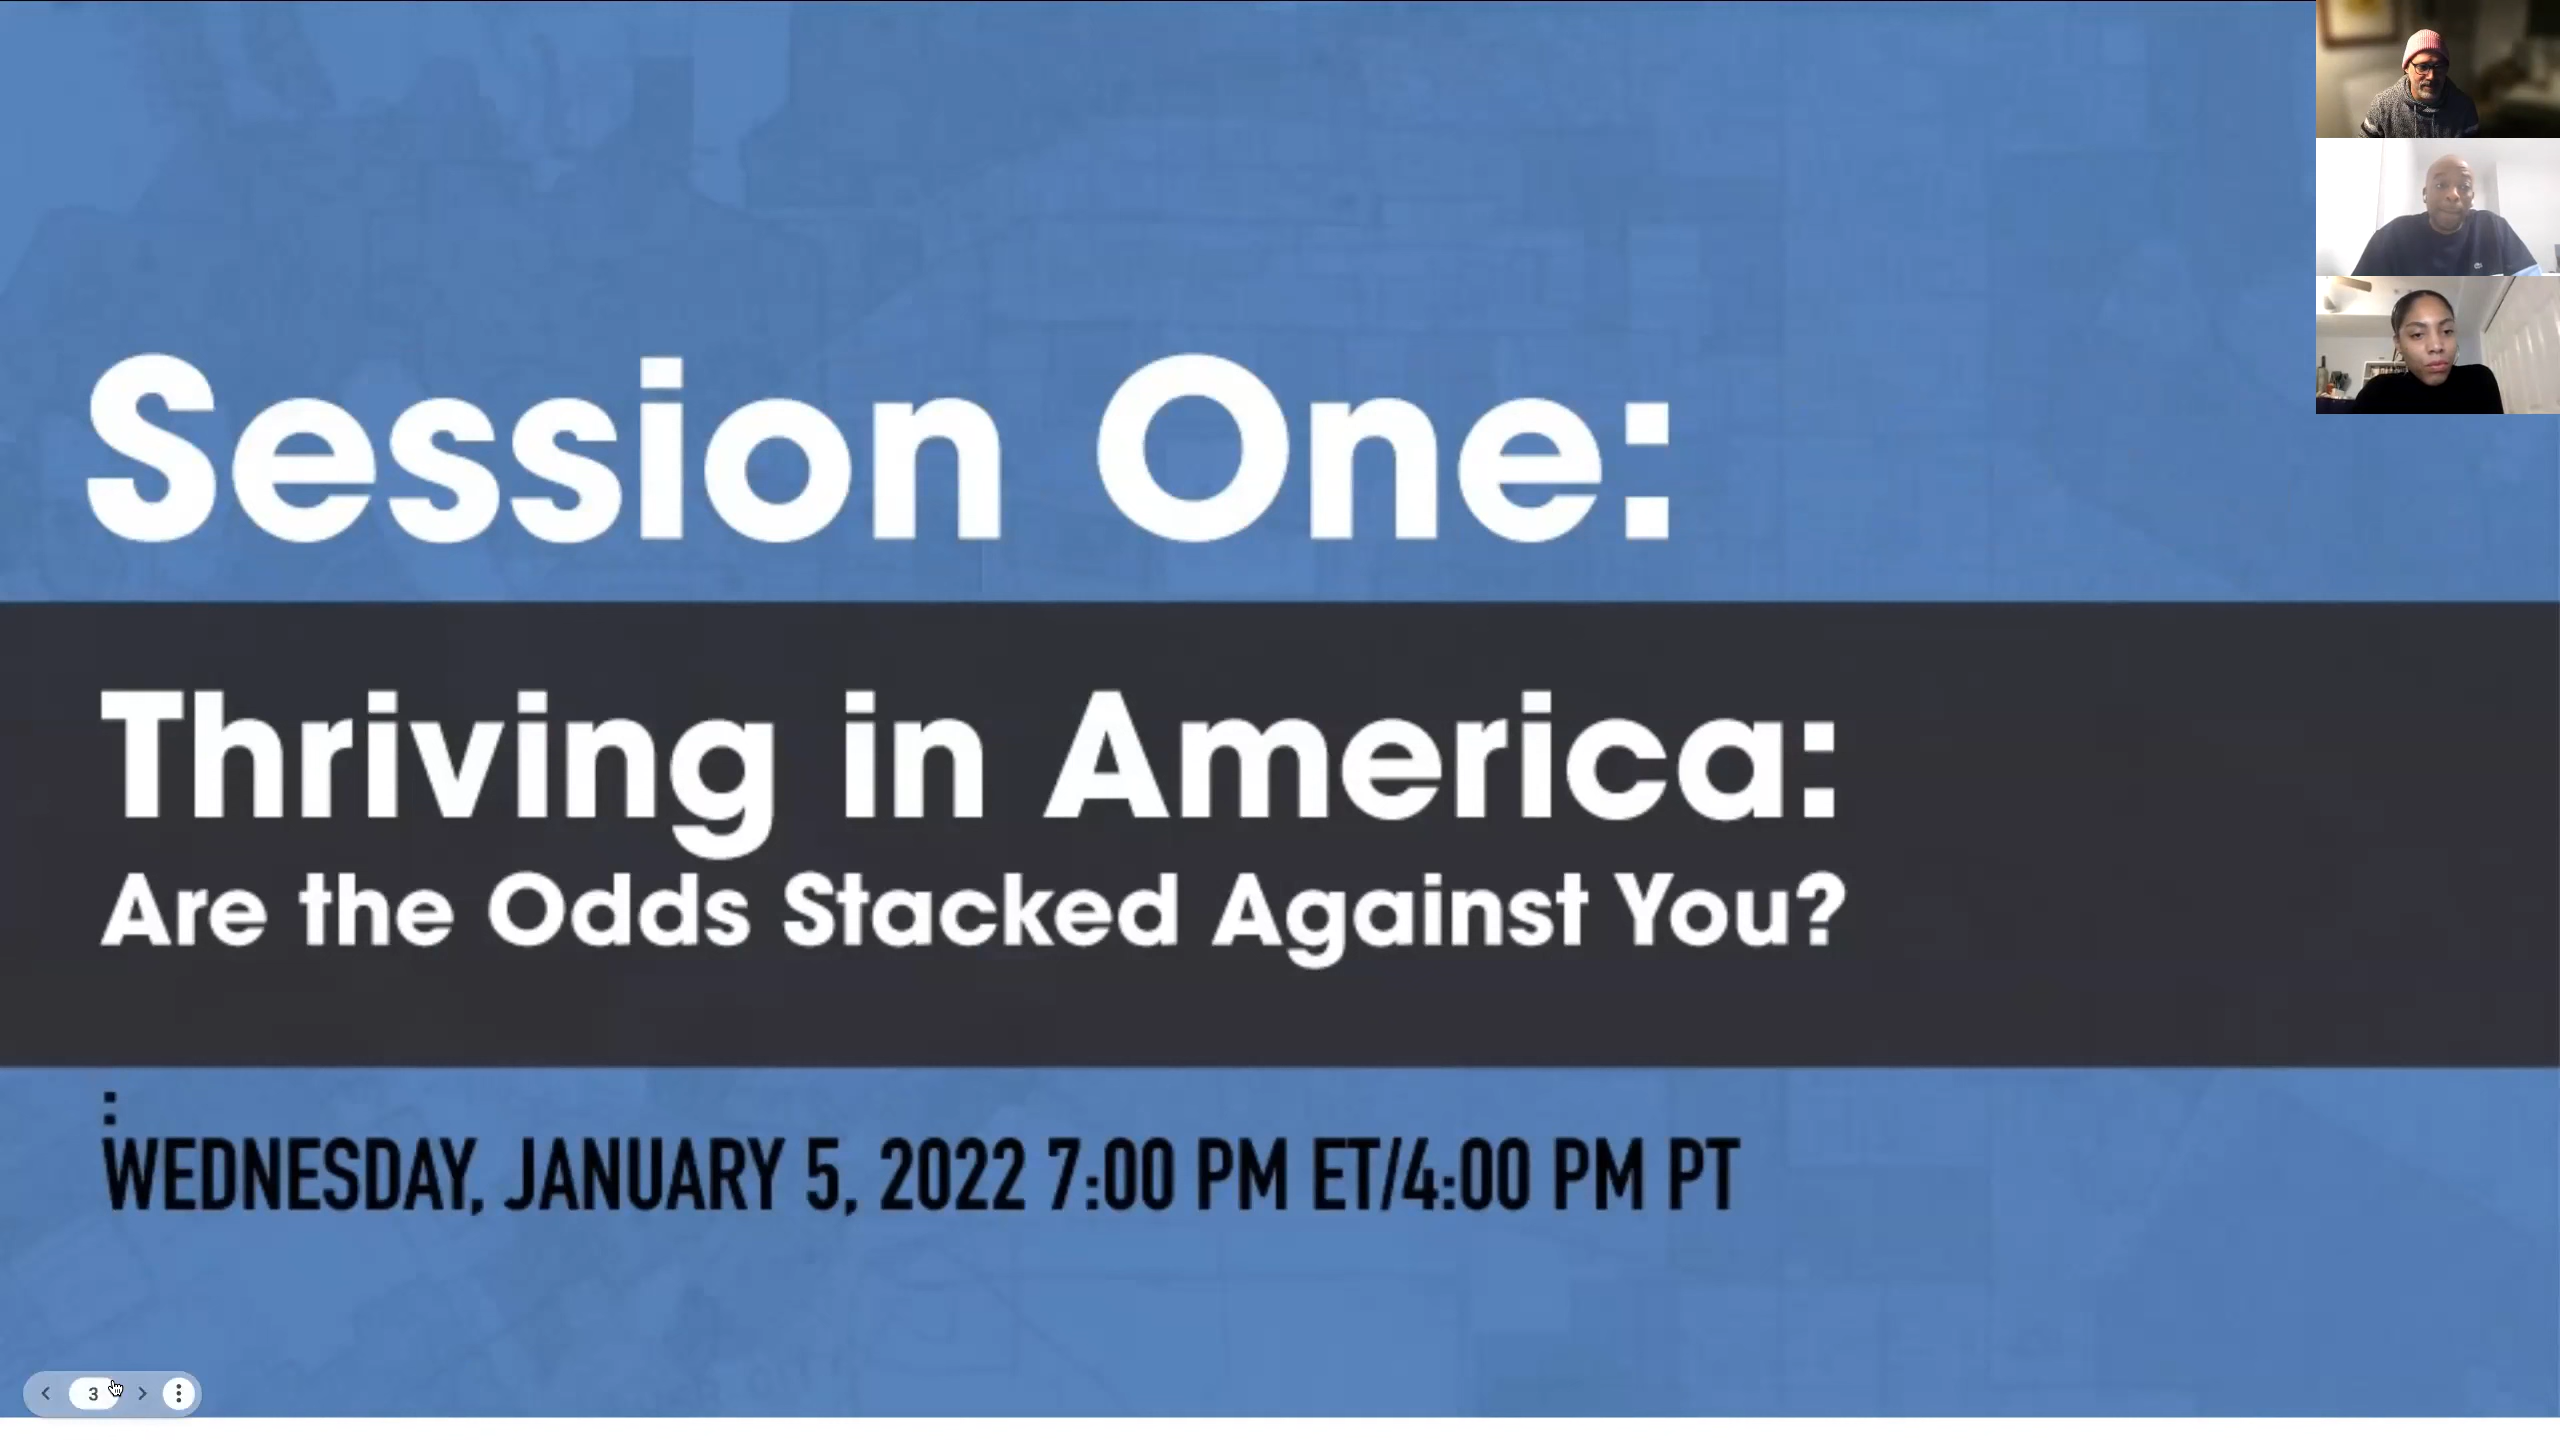 Session One:
Thriving in America:
Are the Odds Stacked Against You?
:
WEDNESDAY, JANUARY 5, 2022 7:00 PM ET/4:00 PM PT
3